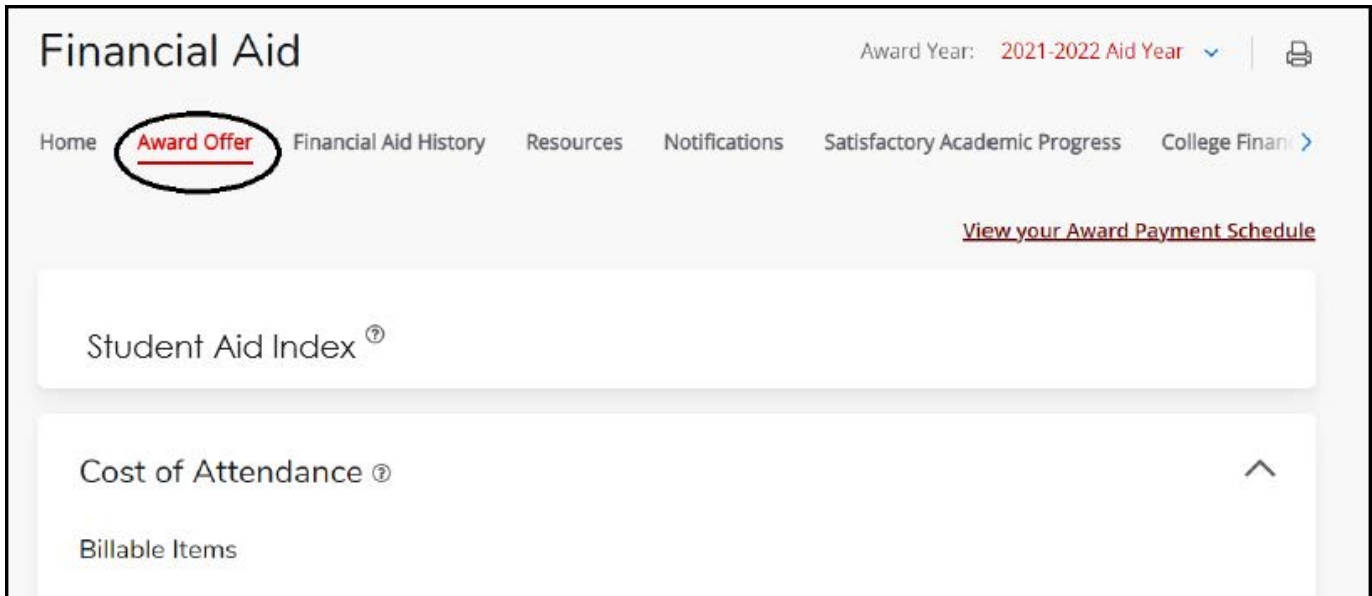 Financial Aid
Award Year: 2021-2022 Aid Year
Home Award Offer Financial Aid History Resources Notifications Satisfactory Academic Progress College
View your Award Payment Schedule
Student Aid Index ?
Cost of Attendance ?
Billable Items